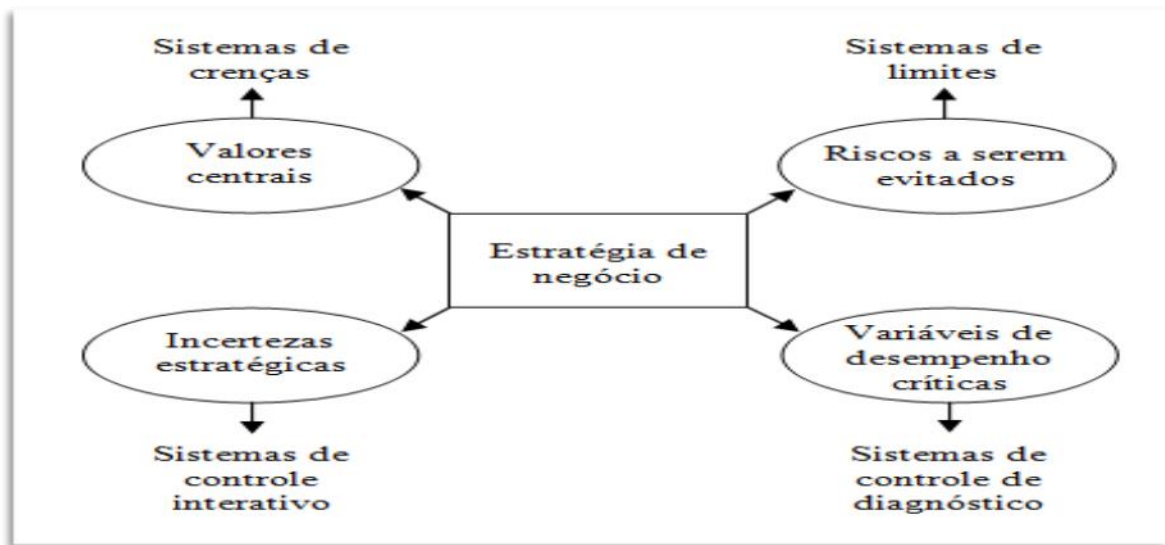 Sistemas de
crenças
Sistemas de
limites
Valores
centrais
Riscos a serem
evitados
Estratégia de
negócio
Incertezas
estratégicas
Variáveis de
desempenho
críticas
Sistemas de
controle
interativo
Sistemas de
controle de
diagnóstico